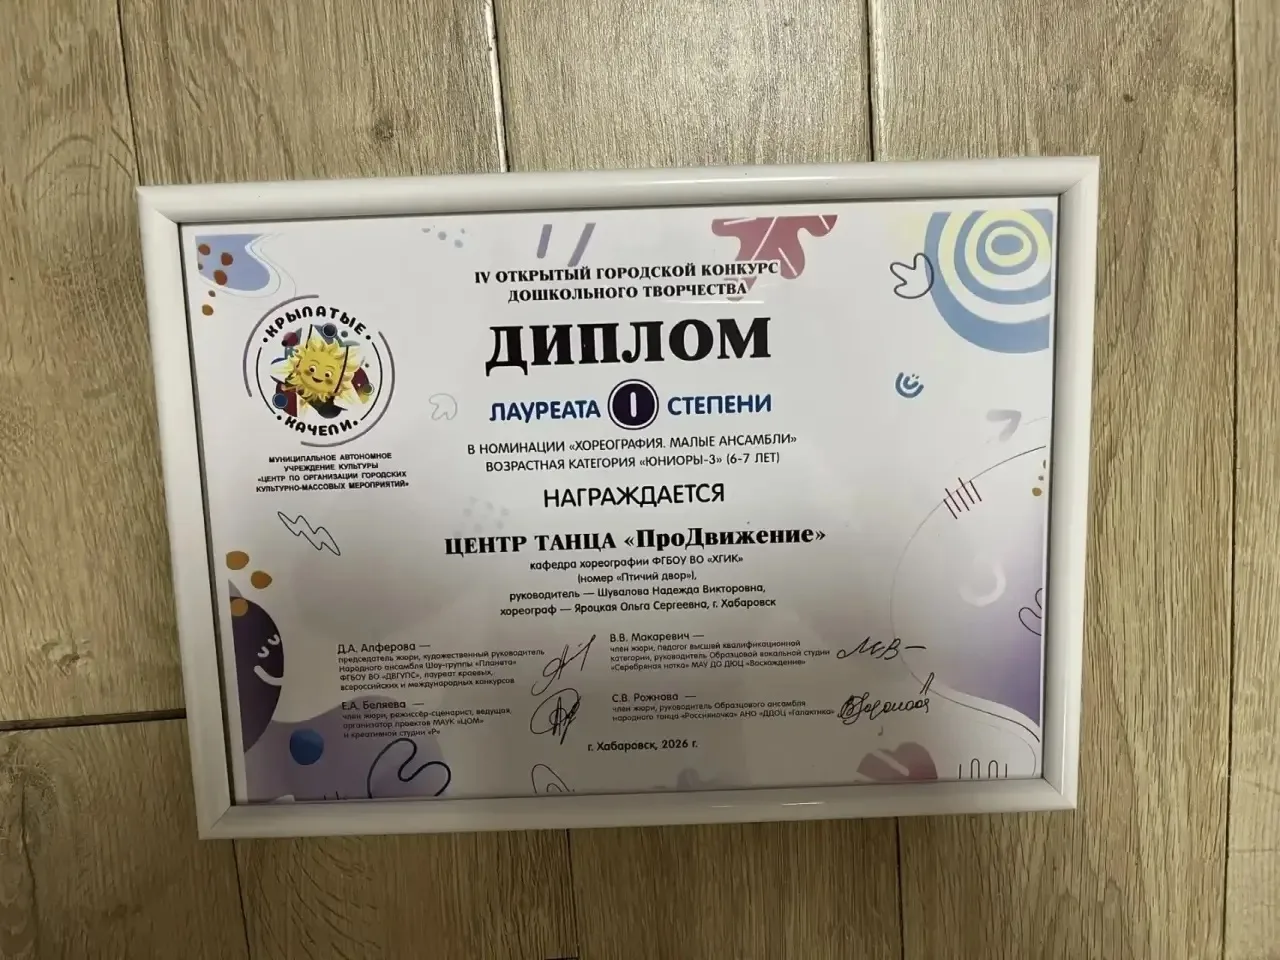 IV ОТКРЫТЫЙ ГОРОДСКОЙ КОНКУРС
ДОШКОЛЬНОГО ТВОРЧЕСТВА
КРЫЛАТЫЕ
КАЧЕЛИ
МУНИЦИПАЛЬНОЕ АВТОНОМНОЕ
УЧРЕЖДЕНИЕ КУЛЬТУРЫ
«ЦЕНТР ПО ОРГАНИЗАЦИИ ГОРОДСКИХ
КУЛЬТУРНО-МАССОВЫХ МЕРОПРИЯТИЙ»
ДИПЛОМ
ЛАУРЕАТА I СТЕПЕНИ
В НОМИНАЦИИ «ХОРЕОГРАФИЯ. МАЛЫЕ АНСАМБЛИ»
ВОЗРАСТНАЯ КАТЕГОРИЯ «ЮНИОРЫ-3» (6-7 ЛЕТ)
НАГРАЖДАЕТСЯ
ЦЕНТР ТАНЦА «ПроДвижение»
кафедра хореографии ФГБОУ ВО «ХГИК»
(номер «Птичий двор»),
руководитель — Шувалова Надежда Викторовна,
хореограф — Яроцкая Ольга Сергеевна, г. Хабаровск
Д.А. Алферова —
председатель жюри, художественный руководитель
Народного ансамбля Шоу-группы «Планета»
ФГБОУ ВО «ДВГУПС», лауреат краевых,
всероссийских и международных конкурсов
Е.А. Беляева —
член жюри, режиссёр-сценарист, ведущая,
организатор проектов МАУК «ЦОМ»
и креативной студии «Р»
В.В. Макаревич —
член жюри, педагог высшей квалификационной
категории, руководитель Образцовой вокальной студии
«Серебряная нотка» МАУ ДО ДЮЦ «Восхождение»
С.В. Рожнова —
член жюри, руководитель Образцового ансамбля
народного танца «Россияночка» АНО «ДДОЦ «Галактика»
г. Хабаровск, 2026 г.